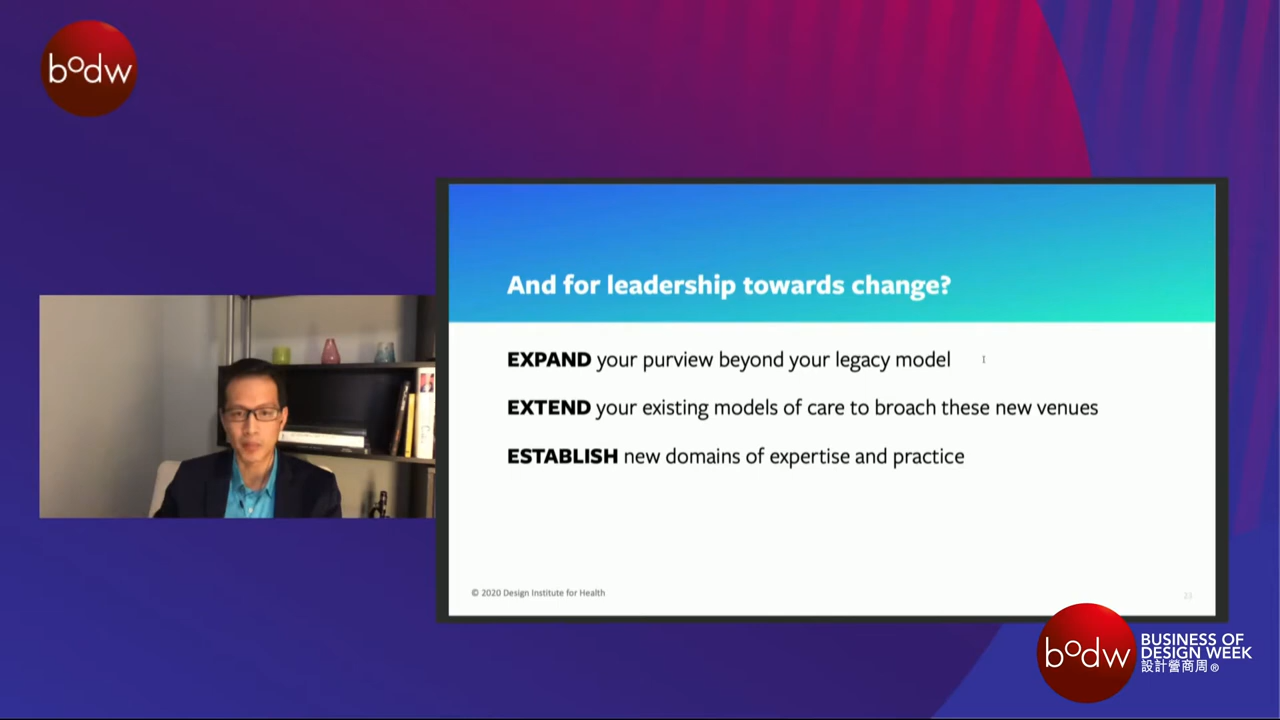 bodw
And for leadership towards change?
EXPAND your purview beyond your legacy model
EXTEND your existing models of care to broach these new venues
ESTABLISH new domains of expertise and practice
© 2020 Design Institute for Health
23
bodw
BUSINESS OF
DESIGN WEEK
設計營商周®